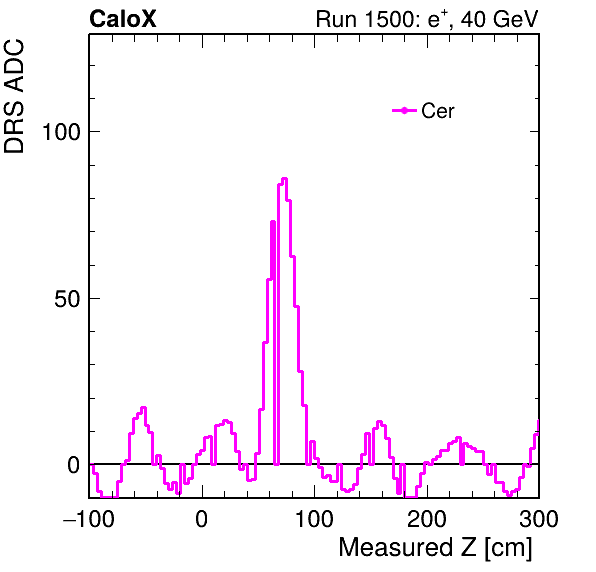 CaloX Run 1500: e⁺, 40 GeV
DRS ADC
Cer
100
50
0
−100 0 100 200 300
Measured Z [cm]